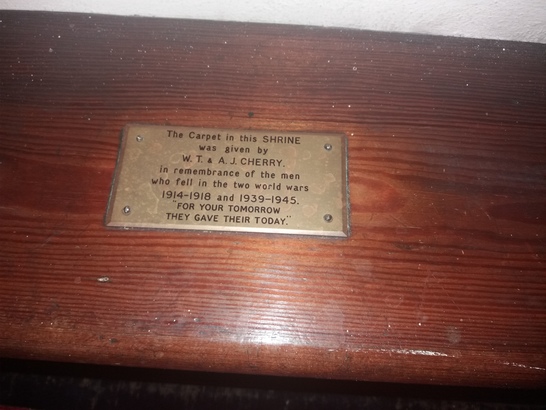 The Carpet in this SHRINE
was given by
W. T. & A. J. CHERRY.
in remembrance of the men
who fell in the two world wars
1914-1918 and 1939-1945.
"FOR YOUR TOMORROW
THEY GAVE THEIR TODAY."